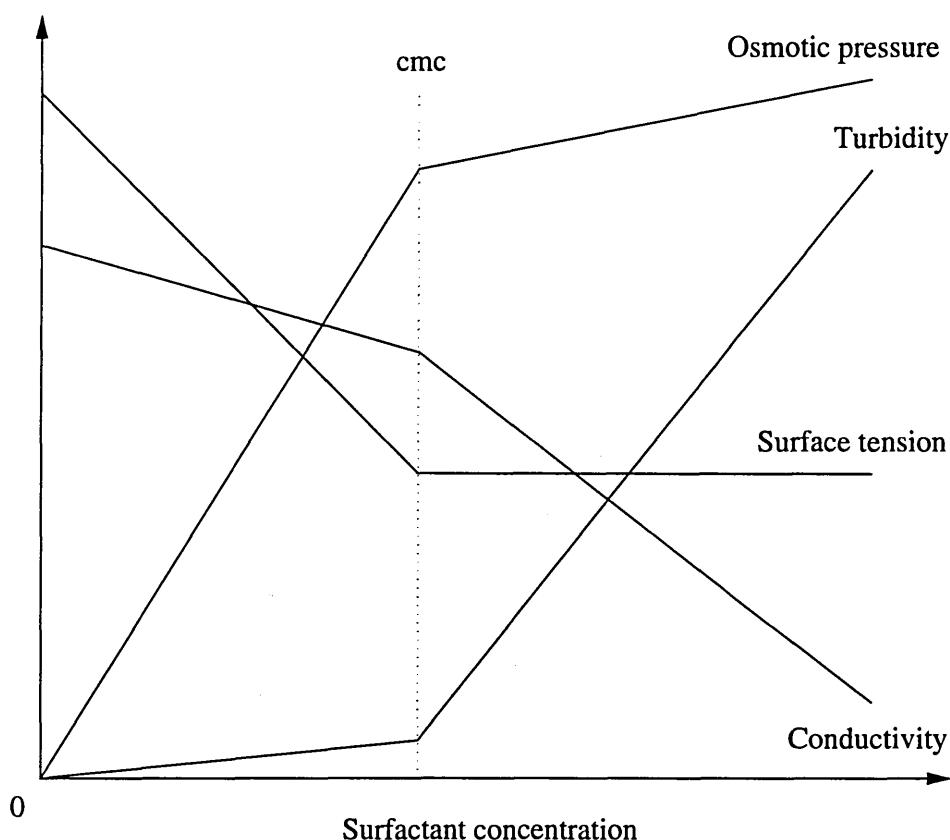 Osmotic pressure
cmc
Turbidity
Surface tension
Conductivity
0
Surfactant concentration